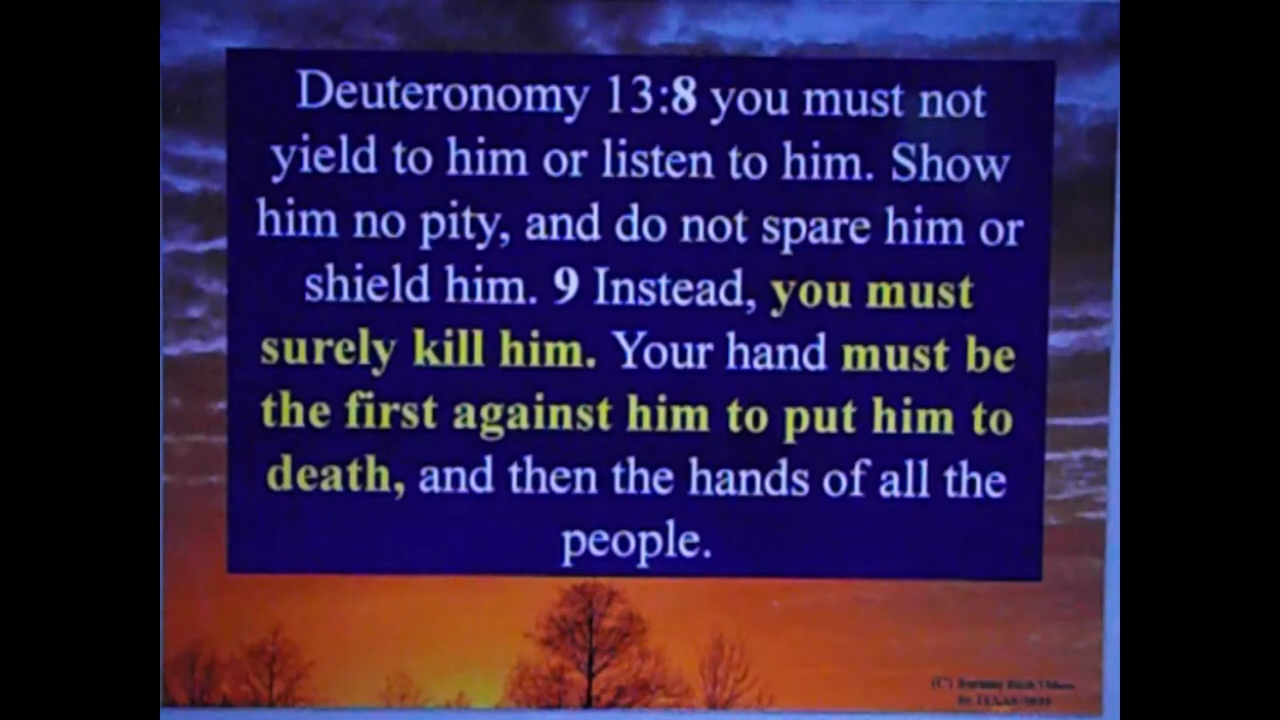 Deuteronomy 13:8 you must not
yield to him or listen to him. Show
him no pity, and do not spare him or
shield him. 9 Instead, you must
surely kill him. Your hand must be
the first against him to put him to
death, and then the hands of all the
people.
(C)